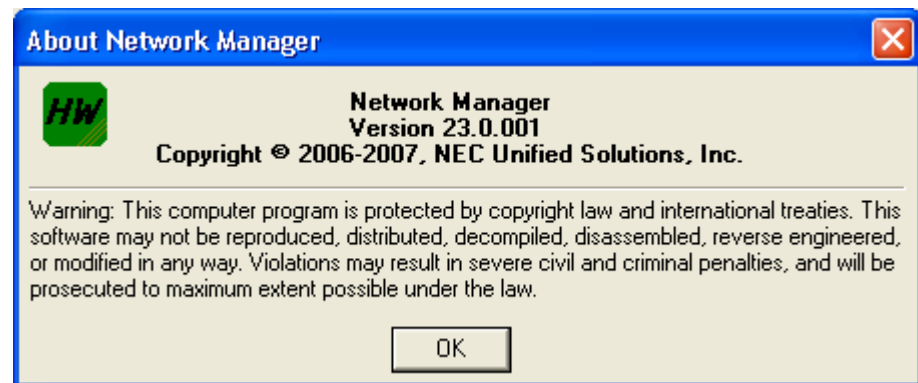 About Network Manager
HW
Network Manager
Version 23.0.001
Copyright © 2006-2007, NEC Unified Solutions, Inc.
Warning: This computer program is protected by copyright law and international treaties. This
software may not be reproduced, distributed, decompiled, disassembled, reverse engineered,
or modified in any way. Violations may result in severe civil and criminal penalties, and will be
prosecuted to maximum extent possible under the law.
OK